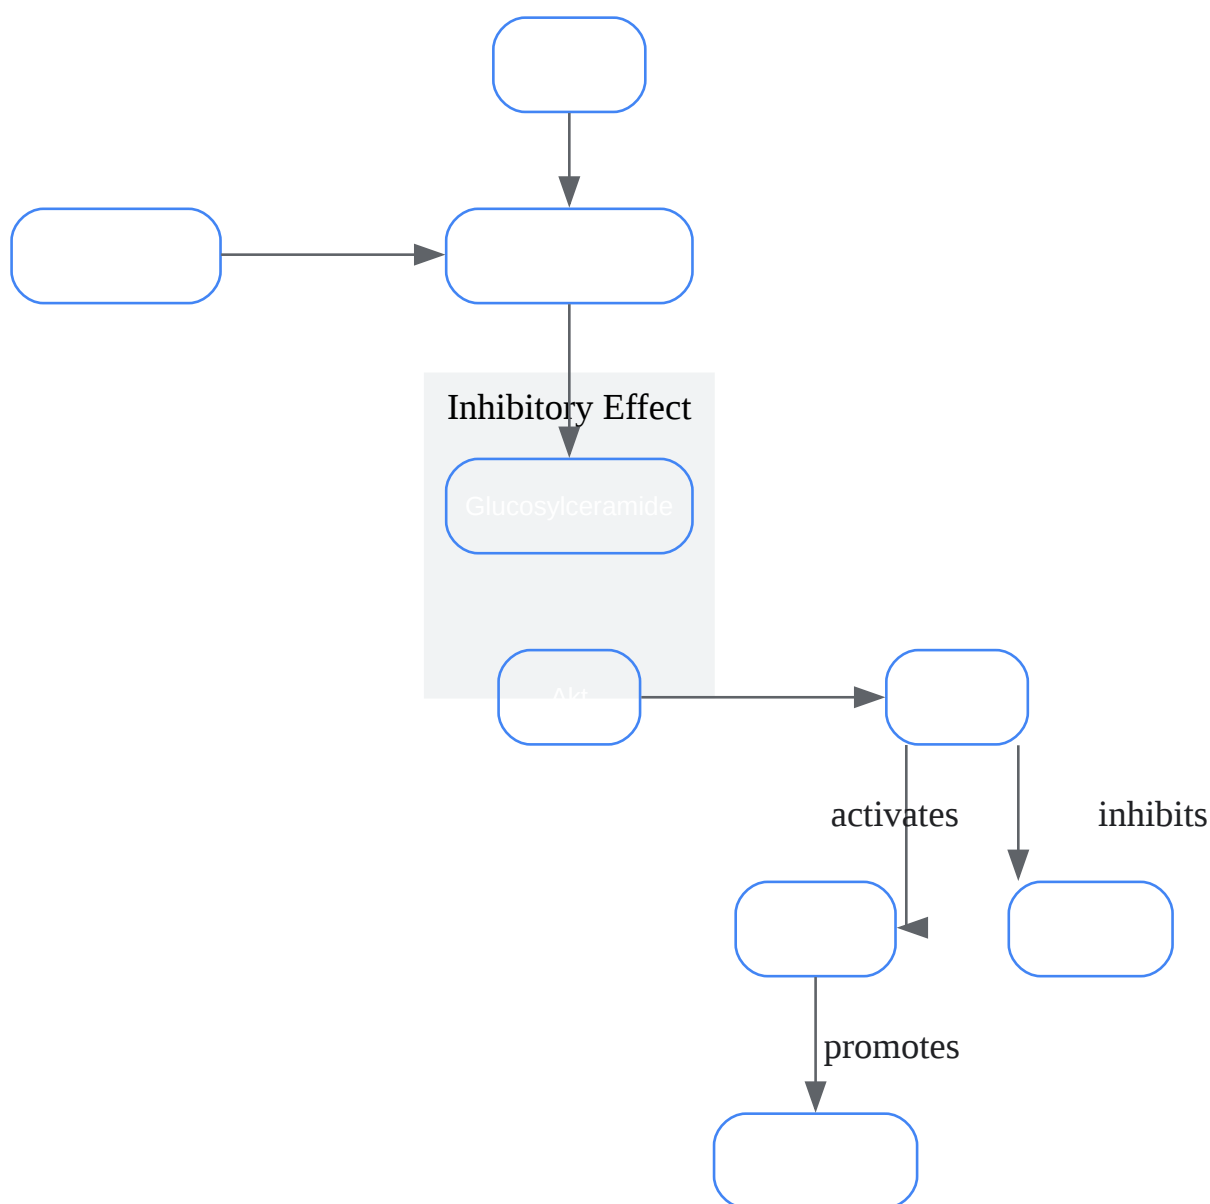 Inhibitory Effect
Glucosylceramide
Akt
activates
inhibits
promotes